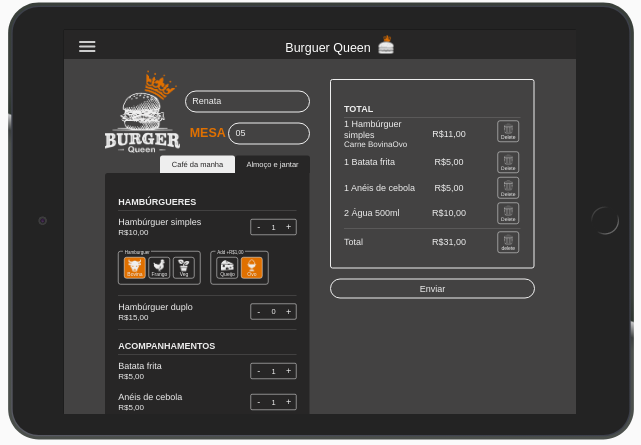 Burguer Queen
BURGER
Queen
Renata
MESA
05
Café da manha
Almoço e jantar
HAMBÚRGUERES
Hambúrguer simples
R$10,00
- 1 +
Hamburgue
Bovina
Frango
Veg
Add +R$1,00
Queijo
Ovo
Hambúrguer duplo
R$15,00
- 0 +
ACOMPANHAMENTOS
Batata frita
R$5,00
- 1 +
Anéis de cebola
R$5,00
- 1 +
TOTAL
1 Hambúrguer
simples
Carne BovinaOvo
R$11,00
Delete
1 Batata frita
R$5,00
Delete
1 Anéis de cebola
R$5,00
Delete
2 Água 500ml
R$10,00
Delete
Total
R$31,00
delete
Enviar